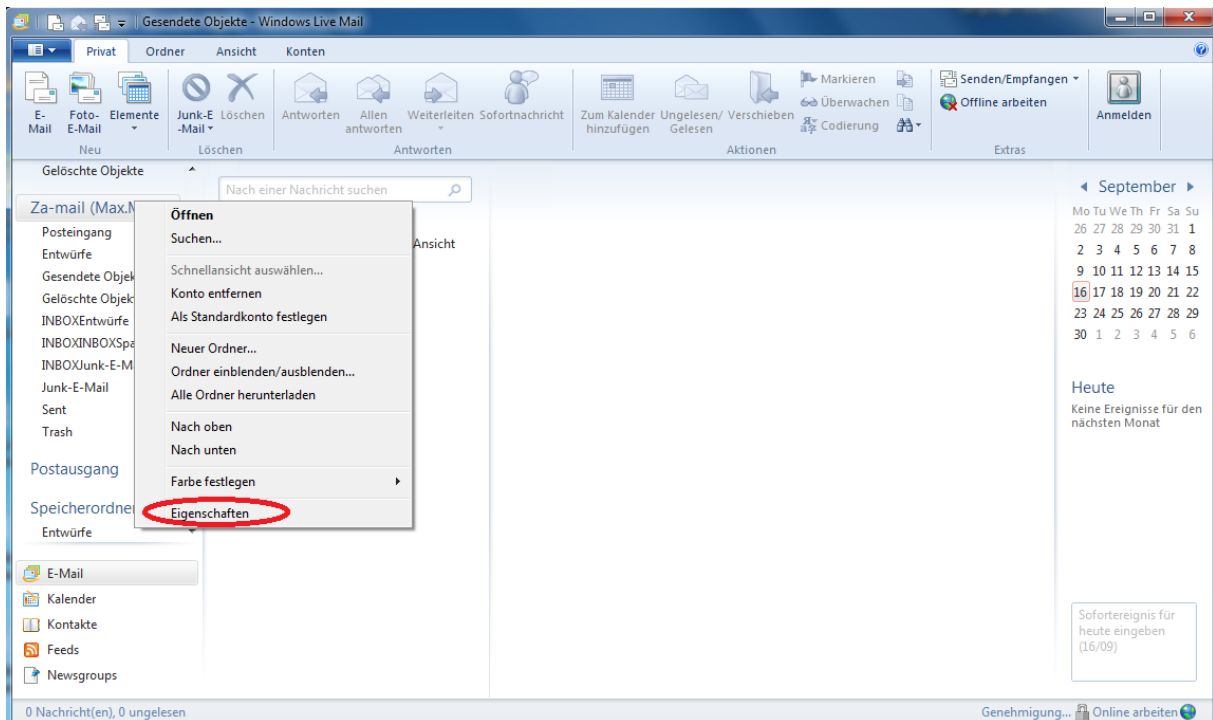 Gesendete Objekte - Windows Live Mail
Privat Ordner Ansicht Konten
E-Mail
Foto-E-Mail
Elemente
Neu
Junk-E-Mail
Löschen
Löschen
Antworten
Allen antworten
Weiterleiten
Sofortnachricht
Antworten
Zum Kalender hinzufügen
Ungelesen/Gelesen
Verschieben
Markieren
Überwachen
Codierung
Aktionen
Senden/Empfangen
Offline arbeiten
Extras
Anmelden
Gelöschte Objekte
Za-mail (Max.
Posteingang
Entwürfe
Gesendete Objek
Gelöschte Objek
INBOXEntwürfe
INBOXINBOXSpa
INBOXJunk-E-M
Junk-E-Mail
Sent
Trash
Postausgang
Speicherordner
Entwürfe
E-Mail
Kalender
Kontakte
Feeds
Newsgroups
Nach einer Nachricht suchen
Ansicht
Öffnen
Suchen...
Schnellansicht auswählen...
Konto entfernen
Als Standardkonto festlegen
Neuer Ordner...
Ordner einblenden/ausblenden...
Alle Ordner herunterladen
Nach oben
Nach unten
Farbe festlegen
Eigenschaften
September
Mo Tu We Th Fr Sa Su
26 27 28 29 30 31 1
2 3 4 5 6 7 8
9 10 11 12 13 14 15
16 17 18 19 20 21 22
23 24 25 26 27 28 29
30 1 2 3 4 5 6
Heute
Keine Ereignisse für den
nächsten Monat
Sofortereignis für
heute eingeben
(16/09)
0 Nachricht(en), 0 ungelesen
Genehmigung... Online arbeiten